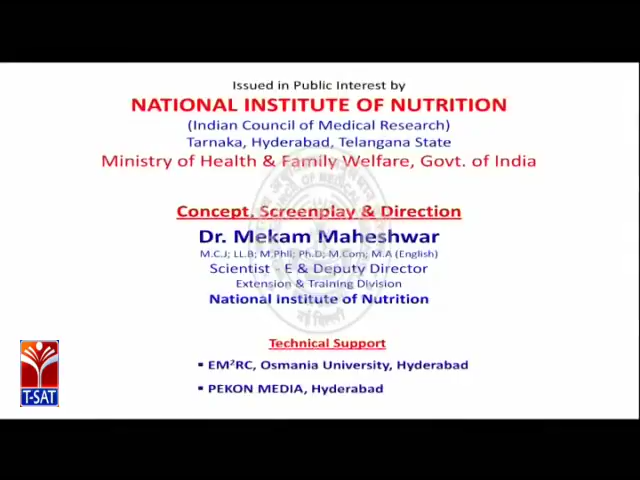 Issued in Public Interest by
NATIONAL INSTITUTE OF NUTRITION
(Indian Council of Medical Research)
Tarnaka, Hyderabad, Telangana State
Ministry of Health & Family Welfare, Govt. of India
Concept, Screenplay & Direction
Dr. Mekam Maheshwar
M.C.J; LL.B; M.Phli; Ph.D; M.Com; M.A (English)
Scientist - E & Deputy Director
Extension & Training Division
National Institute of Nutrition
Technical Support
▪ EM²RC, Osmania University, Hyderabad
▪ PEKON MEDIA, Hyderabad
T-SAT